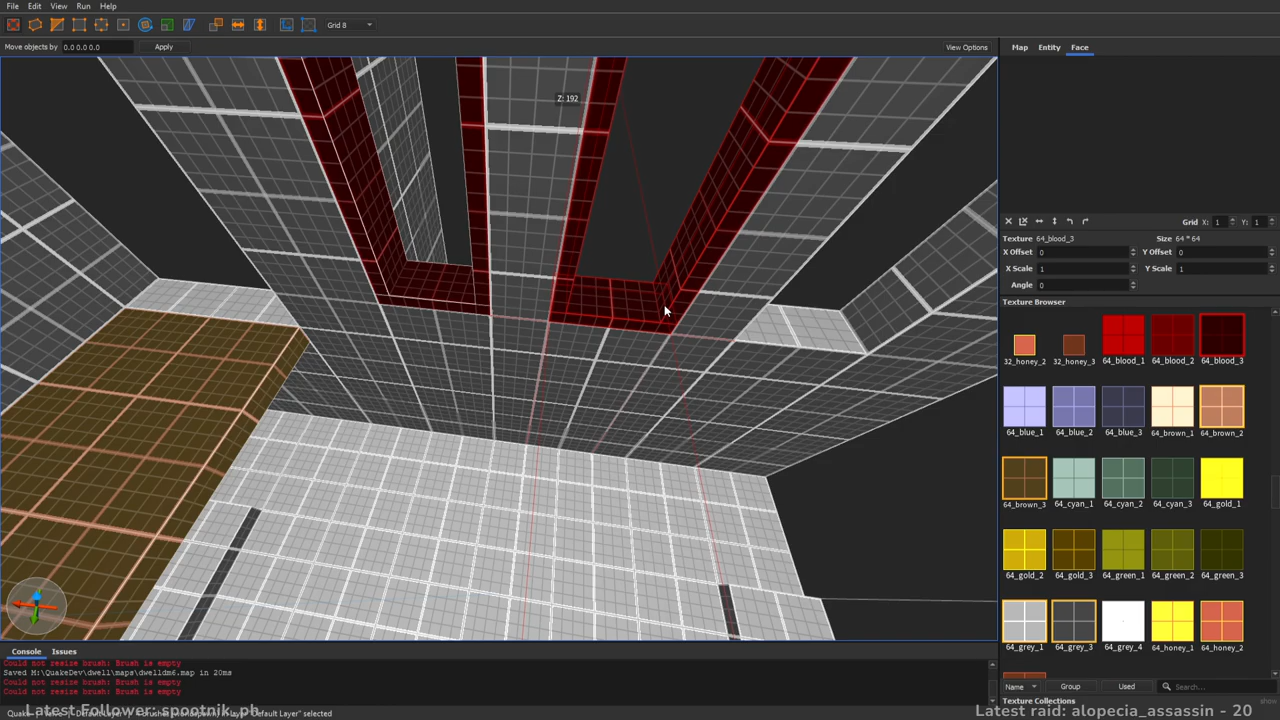 File Edit View Run Help
Grid 8
Move objects by 0.0 0.0 0.0 Apply View Options
Map Entity Face
Z: 192
Grid X: 1 Y: 1
Texture 64_blood_3 Size 64 * 64
X Offset 0 Y Offset 0
X Scale 1 Y Scale 1
Angle 0
Texture Browser
32_honey_2 32_honey_3 64_blood_1 64_blood_2 64_blood_3
64_blue_1 64_blue_2 64_blue_3 64_brown_1 64_brown_2
64_brown_3 64_cyan_1 64_cyan_2 64_cyan_3 64_gold_1
64_gold_2 64_gold_3 64_green_1 64_green_2 64_green_3
64_grey_1 64_grey_3 64_grey_4 64_honey_1 64_honey_2
Console Issues
Could not resize brush: Brush is empty
Saved M:\QuakeDev\dwell\maps\dwelldm6.map in 20ms
Could not resize brush: Brush is empty
Could not resize brush: Brush is empty
Name Group Used Search...
Texture Collections show
Latest Follower: spootnik_ph
Latest raid: alopecia_assassin - 20